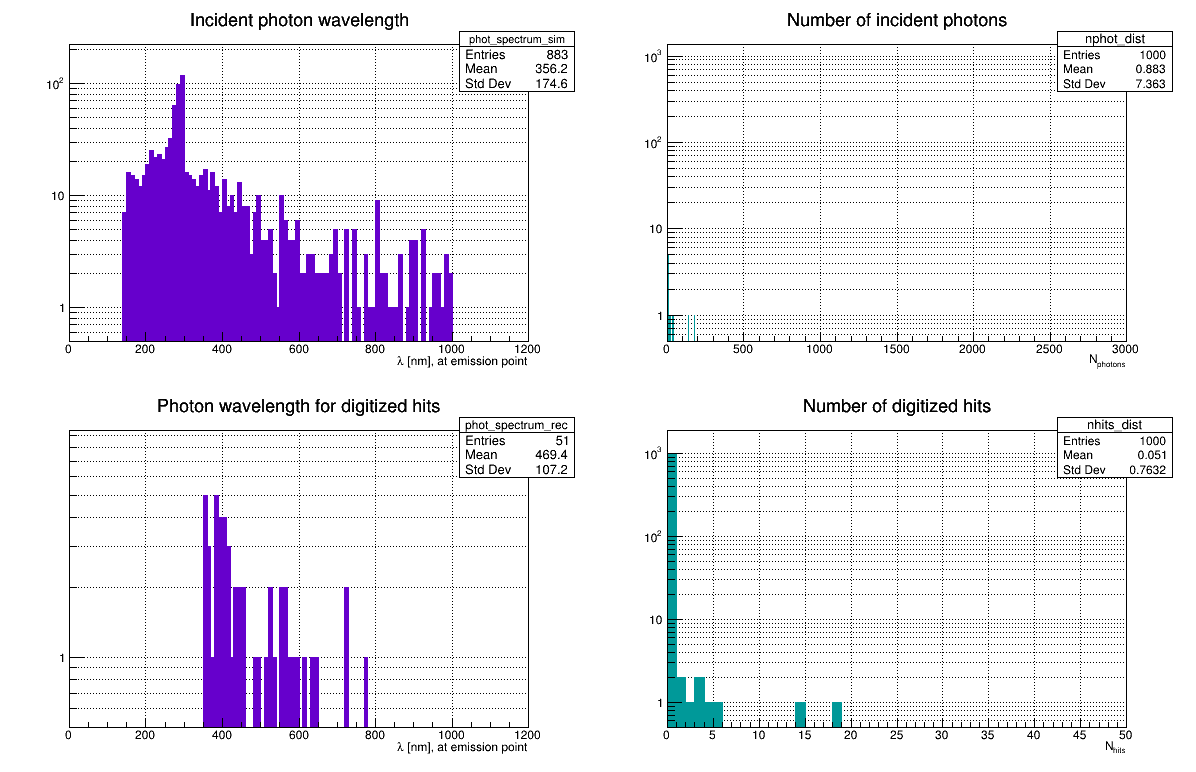 Incident photon wavelength
phot_spectrum_sim
Entries 883
Mean 356.2
Std Dev 174.6
10²
10
1
0 200 400 600 800 1000 1200
λ [nm], at emission point
Number of incident photons
nphot_dist
Entries 1000
Mean 0.883
Std Dev 7.363
10³
10²
10
1
0 500 1000 1500 2000 2500 3000
N_photons
Photon wavelength for digitized hits
phot_spectrum_rec
Entries 51
Mean 469.4
Std Dev 107.2
1
0 200 400 600 800 1000 1200
λ [nm], at emission point
Number of digitized hits
nhits_dist
Entries 1000
Mean 0.051
Std Dev 0.7632
10³
10²
10
1
0 5 10 15 20 25 30 35 40 45 50
N_hits